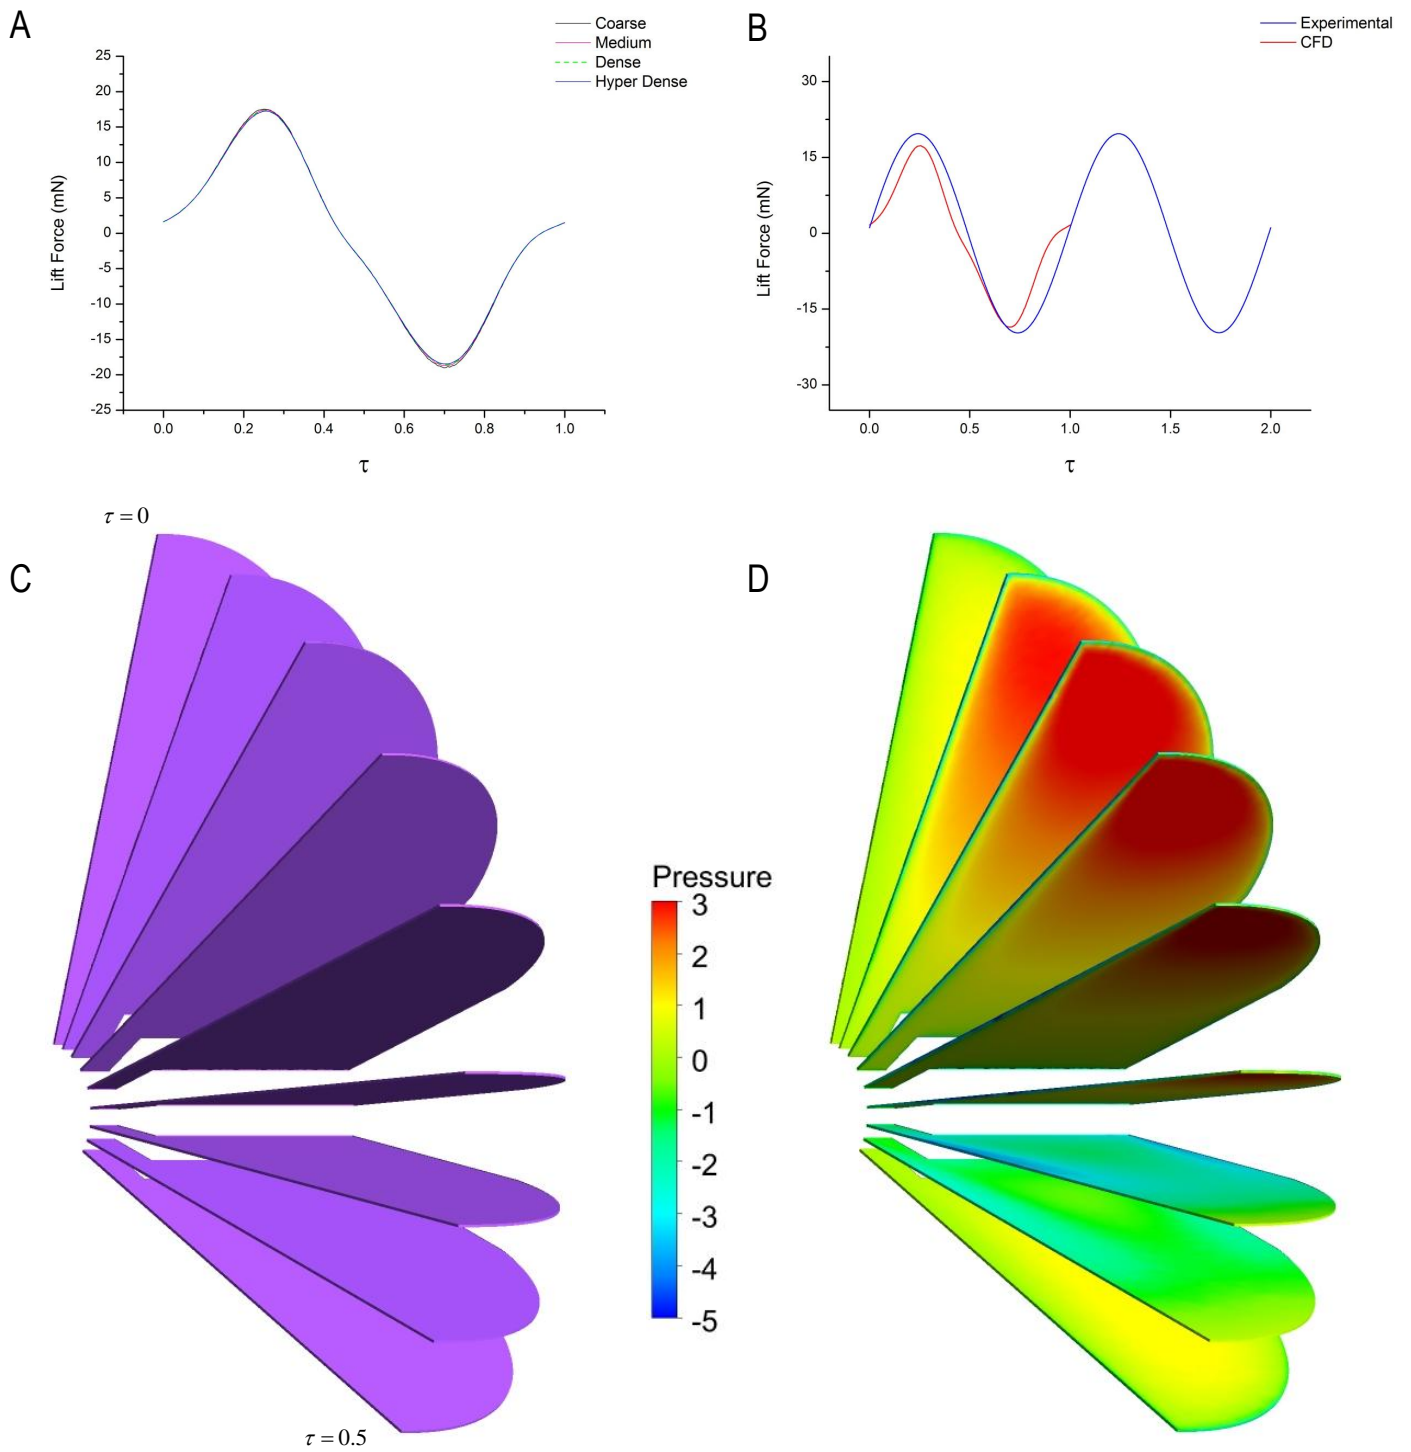 A
Coarse
Medium
Dense
Hyper Dense
25
20
15
10
5
0
-5
-10
-15
-20
-25
Lift Force (mN)
0.0 0.2 0.4 0.6 0.8 1.0
τ
B
Experimental
CFD
30
15
0
-15
-30
Lift Force (mN)
0.0 0.5 1.0 1.5 2.0
τ
C
τ = 0
τ = 0.5
Pressure
3
2
1
0
-1
-2
-3
-4
-5
D